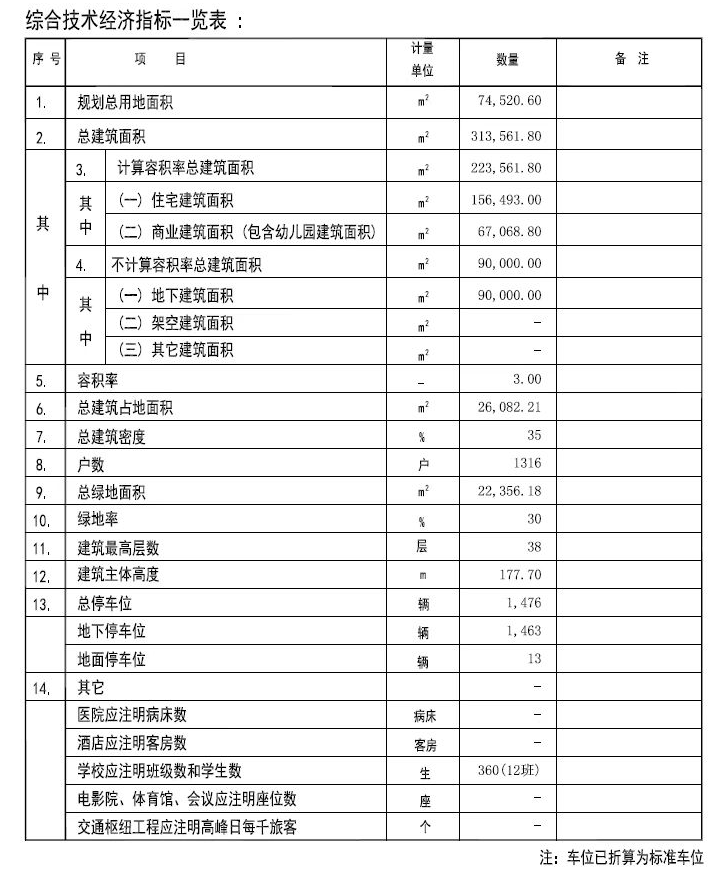 综合技术经济指标一览表：
序号 项 目 计量单位 数量 备 注
1. 规划总用地面积 m² 74,520.60
2. 总建筑面积 m² 313,561.80
其中
3. 计算容积率总建筑面积 m² 223,561.80
其中
(一)住宅建筑面积 m² 156,493.00
(二)商业建筑面积(包含幼儿园建筑面积) m² 67,068.80
4. 不计算容积率总建筑面积 m² 90,000.00
其中
(一)地下建筑面积 m² 90,000.00
(二)架空建筑面积 m² –
(三)其它建筑面积 m² –
5. 容积率 – 3.00
6. 总建筑占地面积 m² 26,082.21
7. 总建筑密度 % 35
8. 户数 户 1316
9. 总绿地面积 m² 22,356.18
10. 绿地率 % 30
11. 建筑最高层数 层 38
12. 建筑主体高度 m 177.70
13. 总停车位 辆 1,476
地下停车位 辆 1,463
地面停车位 辆 13
14. 其它 –
医院应注明病床数 病床 –
酒店应注明客房数 客房 –
学校应注明班级数和学生数 生 360(12班)
电影院、体育馆、会议应注明座位数 座 –
交通枢纽工程应注明高峰日每千旅客 个 –
注：车位已折算为标准车位